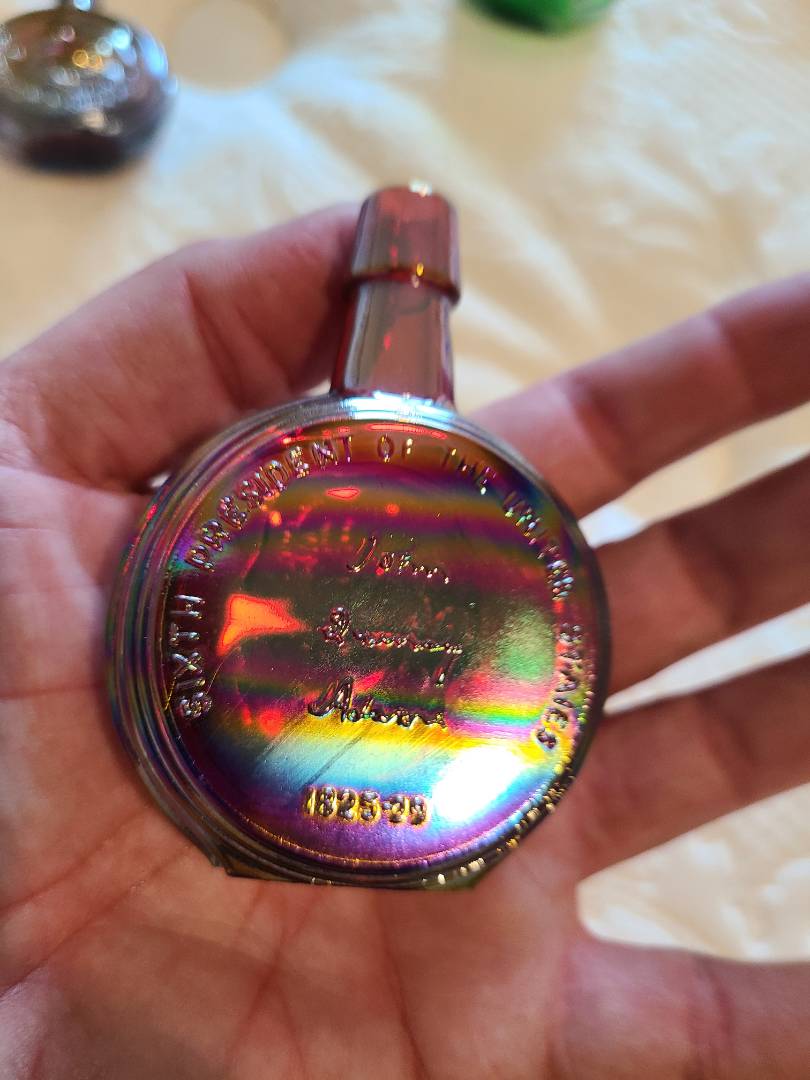 SIXTH PRESIDENT OF THE UNITED STATES
John
Quincy
Adams
1825-29